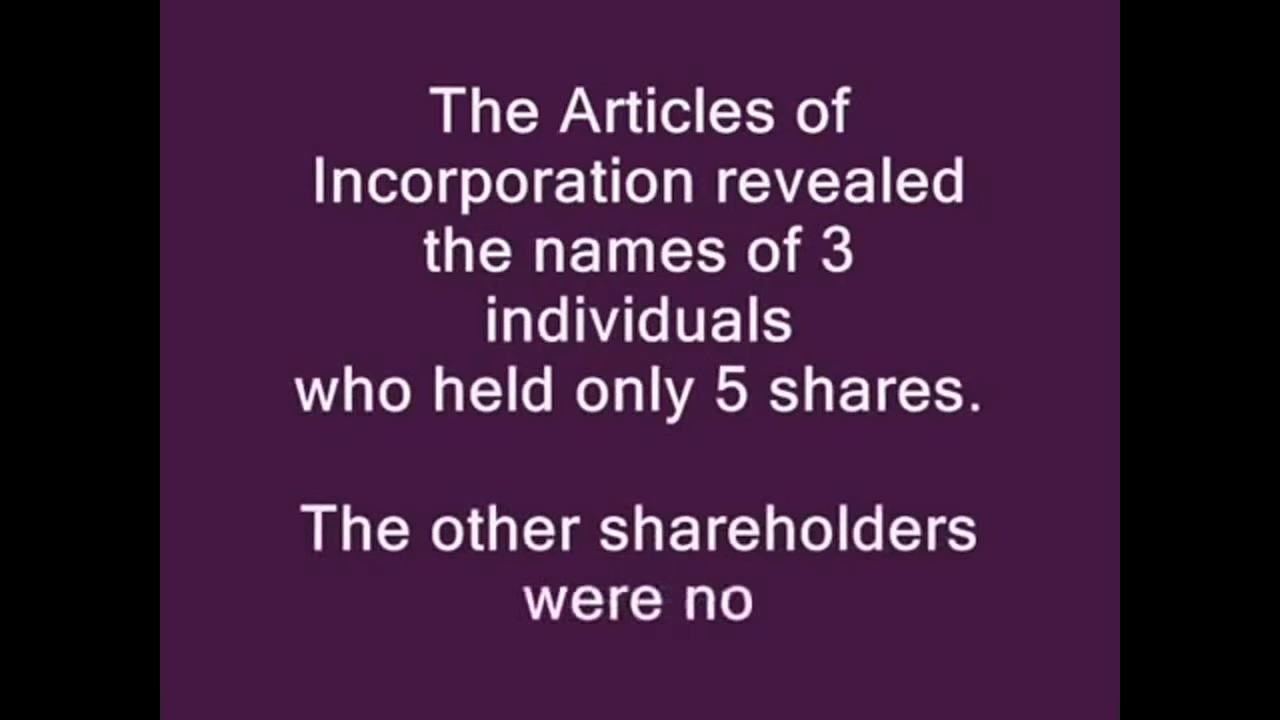 The Articles of
Incorporation revealed
the names of 3
individuals
who held only 5 shares.
The other shareholders
were no